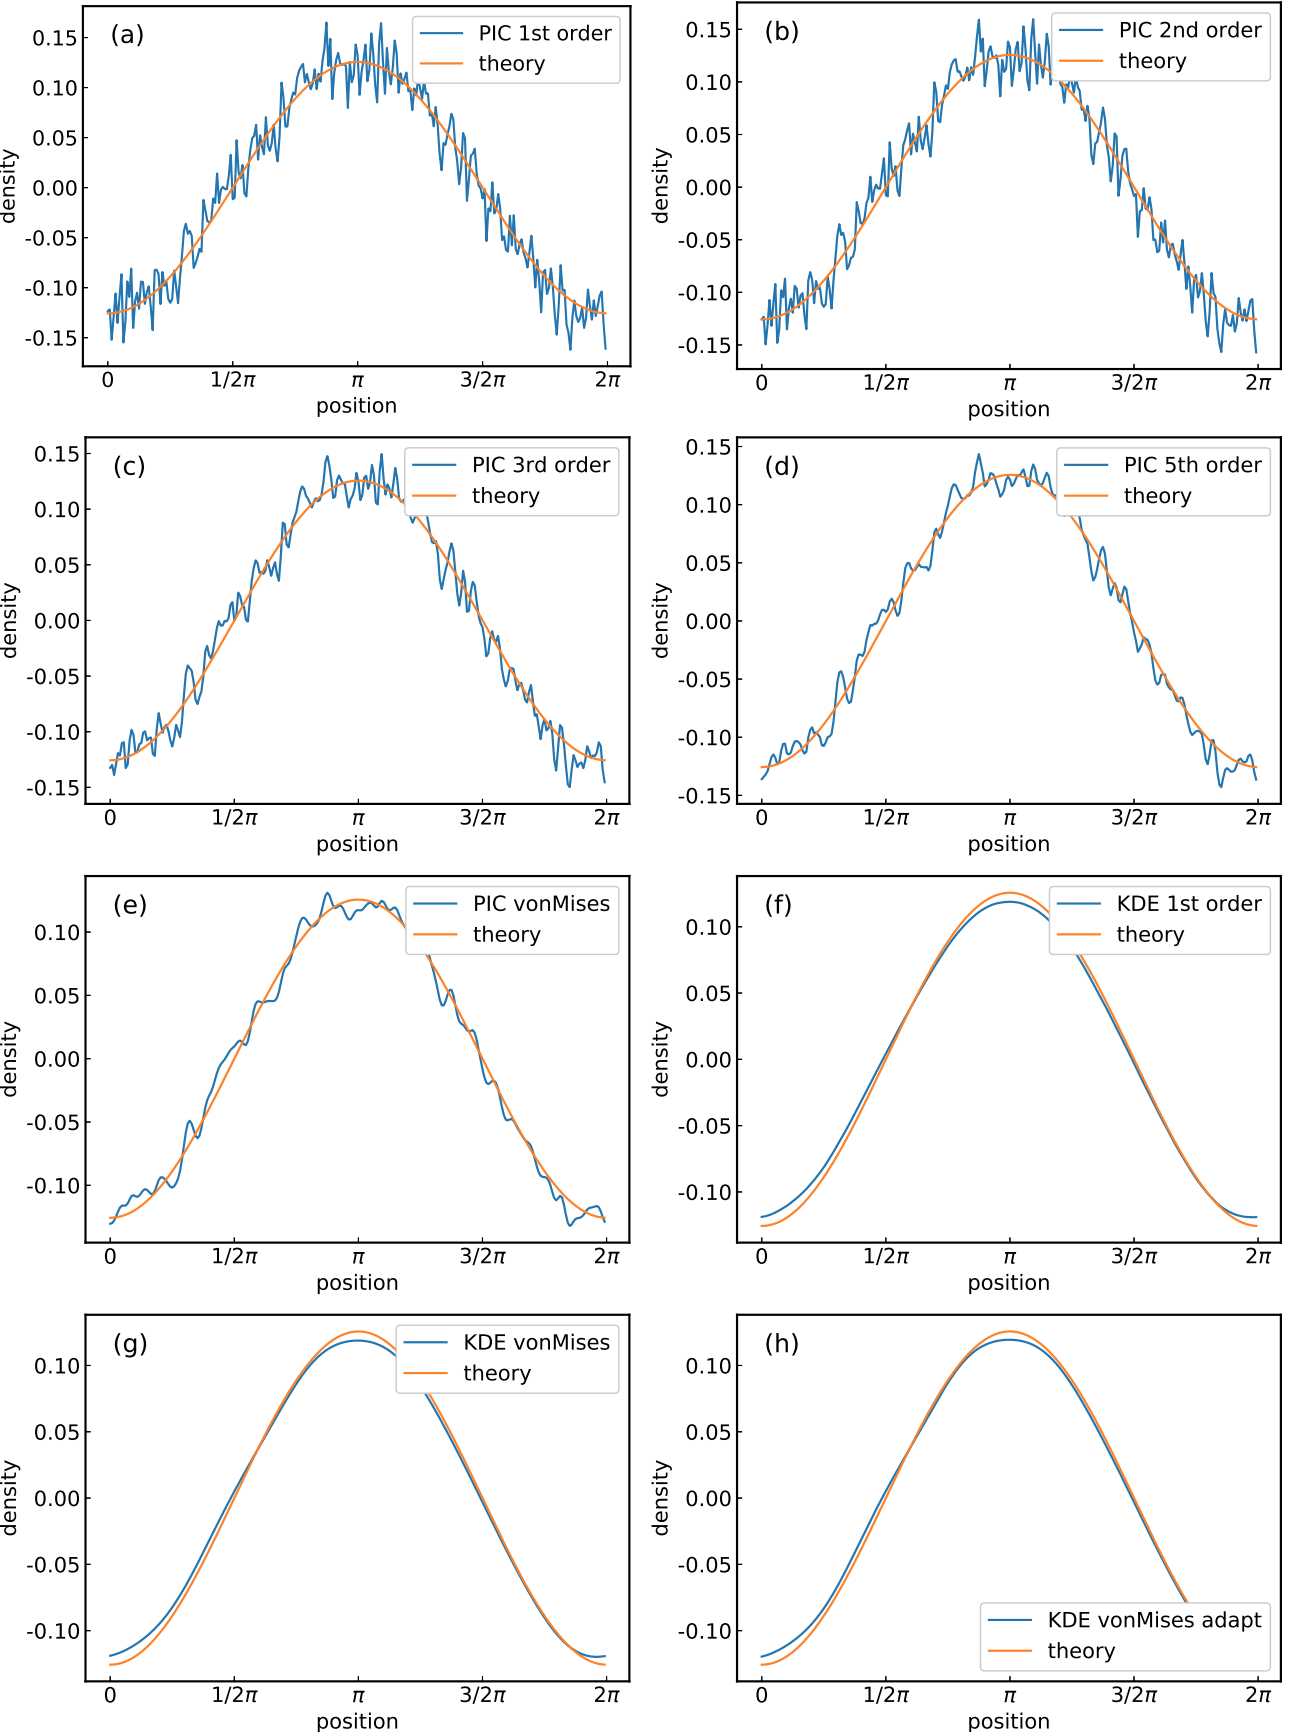 (a)
PIC 1st order
theory
0.15
0.10
0.05
0.00
-0.05
-0.10
-0.15
density
0 1/2π π 3/2π 2π
position
(b)
PIC 2nd order
theory
0.15
0.10
0.05
0.00
-0.05
-0.10
-0.15
density
0 1/2π π 3/2π 2π
position
(c)
PIC 3rd order
theory
0.15
0.10
0.05
0.00
-0.05
-0.10
-0.15
density
0 1/2π π 3/2π 2π
position
(d)
PIC 5th order
theory
0.15
0.10
0.05
0.00
-0.05
-0.10
-0.15
density
0 1/2π π 3/2π 2π
position
(e)
PIC vonMises
theory
0.10
0.05
0.00
-0.05
-0.10
density
0 1/2π π 3/2π 2π
position
(f)
KDE 1st order
theory
0.10
0.05
0.00
-0.05
-0.10
density
0 1/2π π 3/2π 2π
position
(g)
KDE vonMises
theory
0.10
0.05
0.00
-0.05
-0.10
density
0 1/2π π 3/2π 2π
position
(h)
0.10
0.05
0.00
-0.05
-0.10
density
KDE vonMises adapt
theory
0 1/2π π 3/2π 2π
position